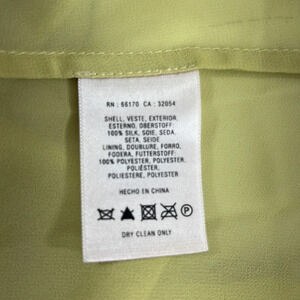 RN : 66170 CA : 32054
SHELL, VESTE, EXTERIOR,
ESTERNO, OBERSTOFF:
100% SILK, SOIE, SEDA,
SETA, SEIDE
LINING, DOUBLURE, FORRO,
FODERA, FUTTERSTOFF:
100% POLYESTER, POLYESTER,
POLIÉSTER,
POLIESTERE, POLYESTER
HECHO EN CHINA
P
DRY CLEAN ONLY